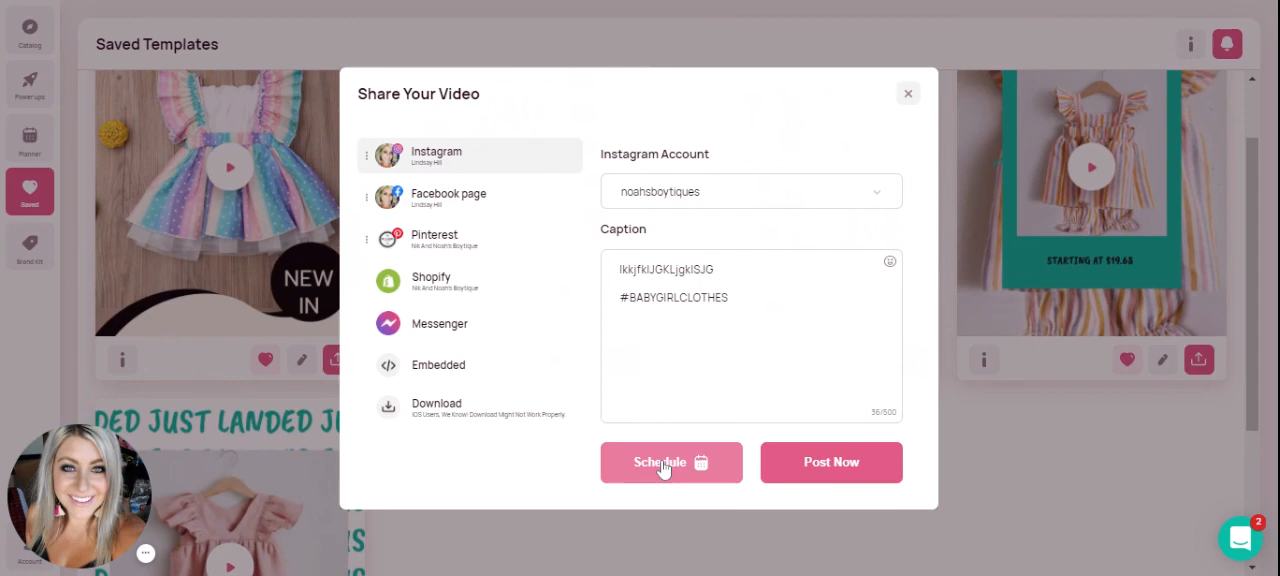 Catalog
Power ups
Planner
Saved
Brand Kit
Account
Saved Templates
NEW
IN
STARTING AT $19.68
DED JUST LANDED JU
Share Your Video
Instagram
Lindsay Hill
Facebook page
Lindsay Hill
Pinterest
Nik And Noah's Boytique
Shopify
Nik And Noah's Boytique
Messenger
Embedded
Download
IOS Users, We Know! Download Might Not Work Properly.
Instagram Account
noahsboytiques
Caption
#BABYGIRLCLOTHES
36/500
Schedule
Post Now
2